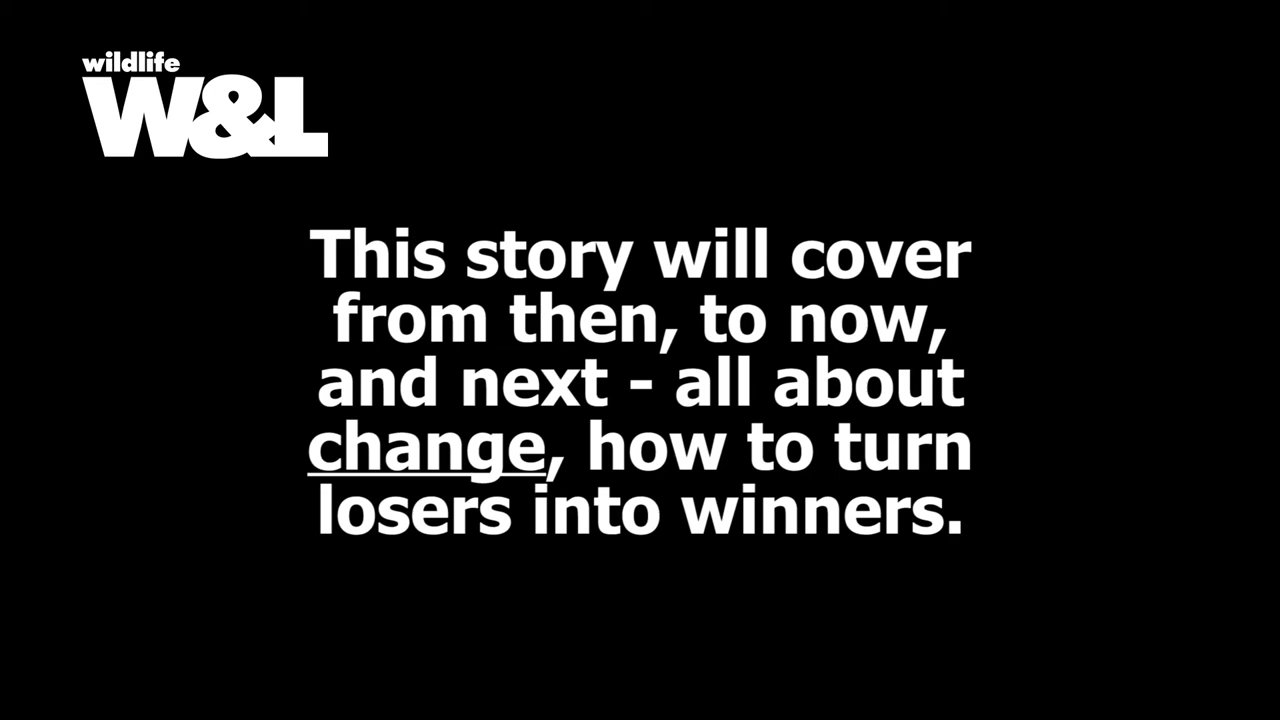 wildlife
W&L
This story will cover
from then, to now,
and next - all about
change, how to turn
losers into winners.